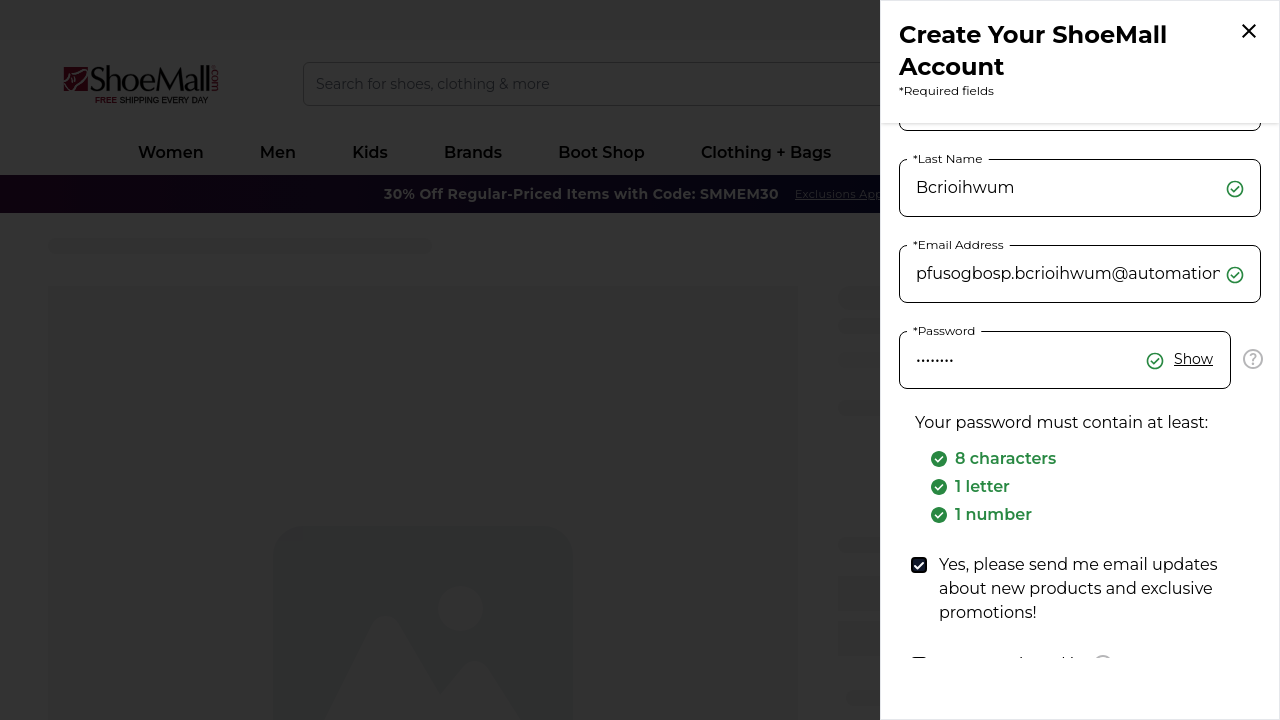 Create Your ShoeMall
Account
*Required fields
ShoeMall.com
FREE SHIPPING EVERY DAY
Search for shoes, clothing & more
Women Men Kids Brands Boot Shop Clothing + Bags
30% Off Regular-Priced Items with Code: SMMEM30 Exclusions App
*Last Name
Bcrioihwum
*Email Address
pfusogbosp.bcrioihwum@automation
*Password
•••••••• Show
Your password must contain at least:
8 characters
1 letter
1 number
Yes, please send me email updates
about new products and exclusive
promotions!